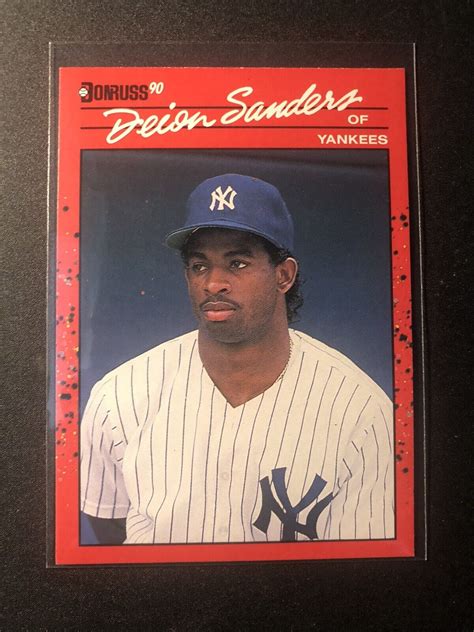 DONRUSS 90
Deion Sanders
OF
YANKEES
NY
NY